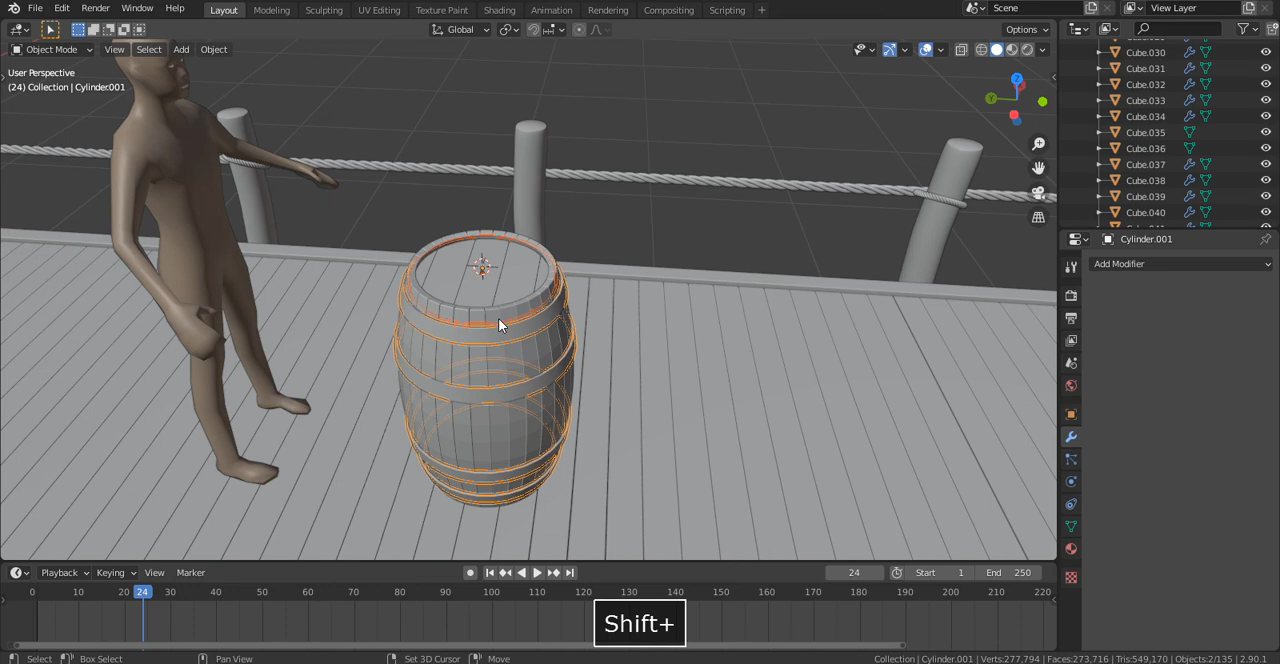 File Edit Render Window Help Layout Modeling Sculpting UV Editing Texture Paint Shading Animation Rendering Compositing Scripting + Scene View Layer
Global Options
Object Mode View Select Add Object
User Perspective
(24) Collection | Cylinder.001
Z
Y
Cube.030
Cube.031
Cube.032
Cube.033
Cube.034
Cube.035
Cube.036
Cube.037
Cube.038
Cube.039
Cube.040
Cylinder.001
Add Modifier
Playback Keying View Marker 24 Start 1 End 250
0 10 20 24 30 40 50 60 70 80 90 100 110 120 130 140 150 160 170 180 190 200 210 220
Shift+
Select Box Select Pan View Set 3D Cursor Move Collection | Cylinder.001 | Verts:277,794 | Faces:273,716 | Tris:549,170 | Objects:2/135 | 2.90.1